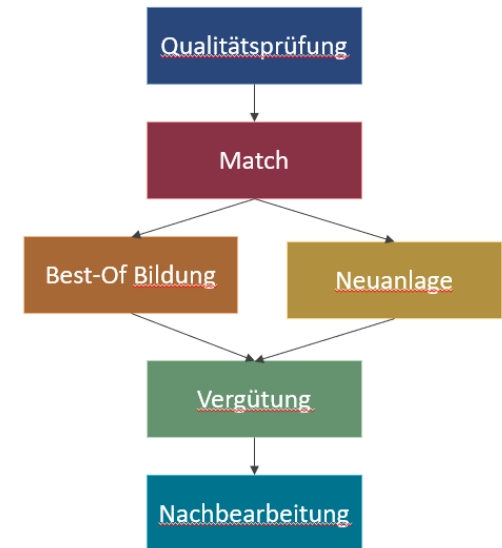 Qualitätsprüfung
Match
Best-Of Bildung
Neuanlage
Vergütung
Nachbearbeitung